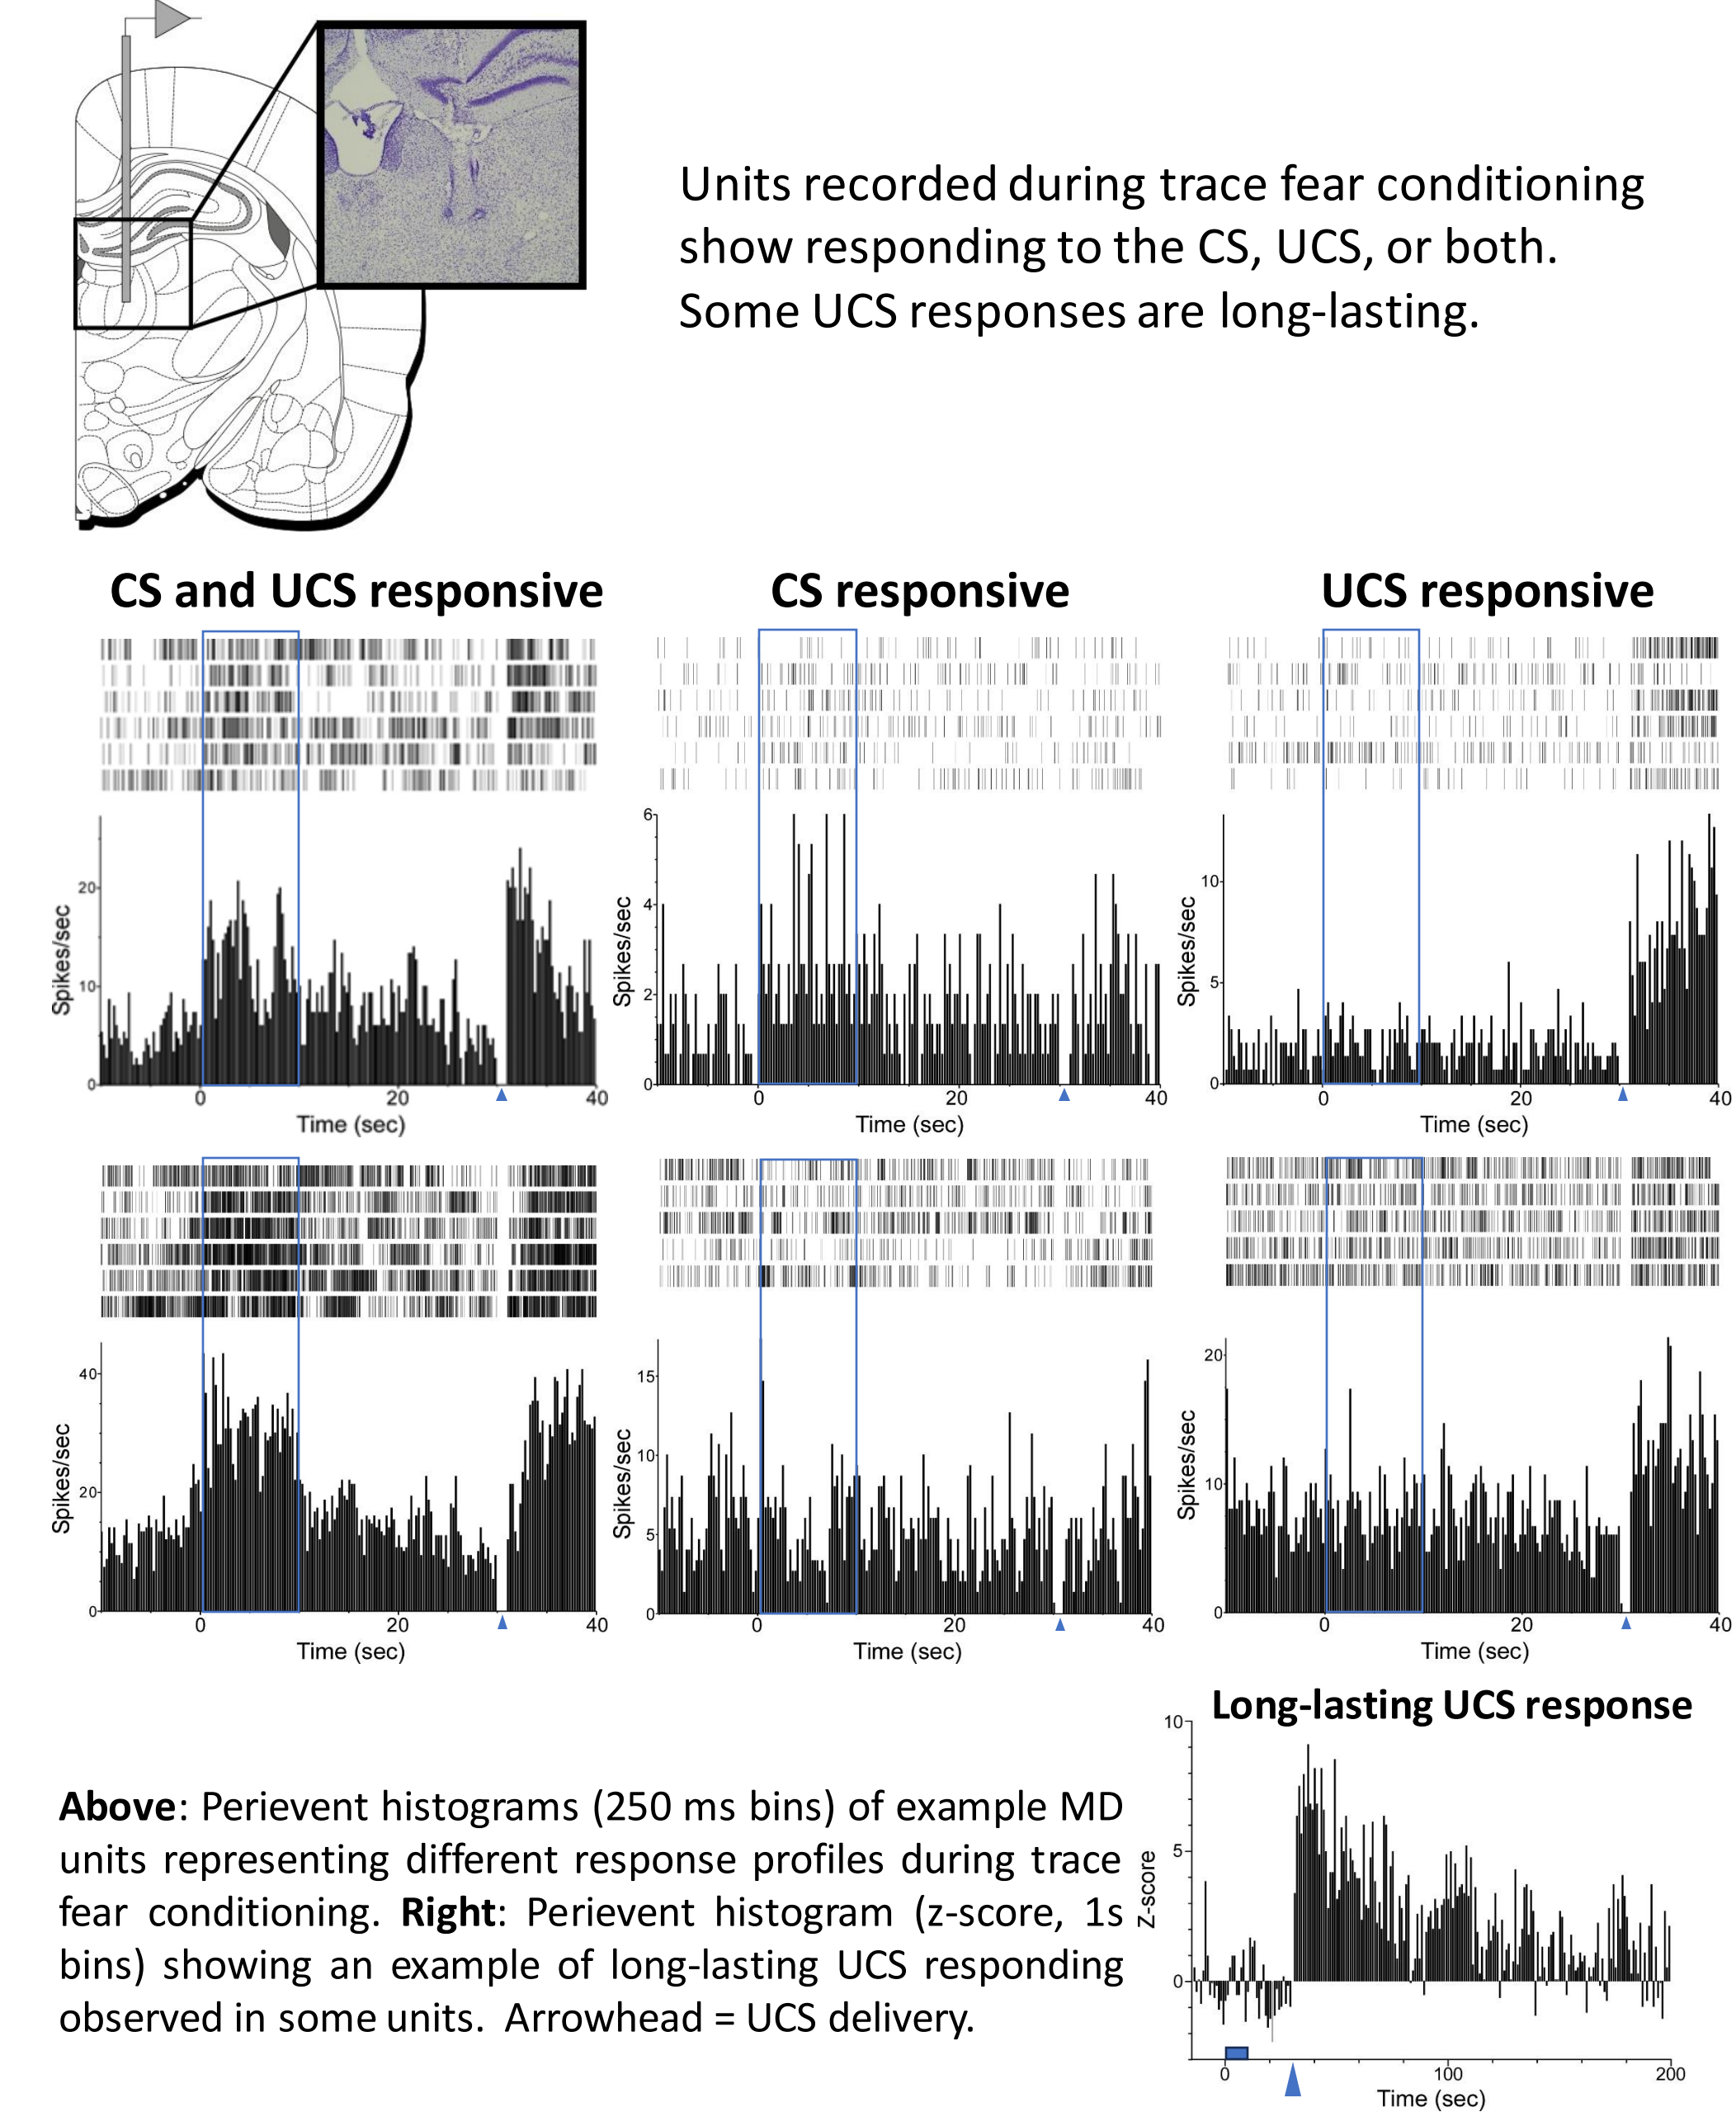 Units recorded during trace fear conditioning
show responding to the CS, UCS, or both.
Some UCS responses are long-lasting.
CS and UCS responsive
CS responsive
UCS responsive
Spikes/sec
20
10
0
0
20
40
Time (sec)
Spikes/sec
6
4
2
0
0
20
40
Time (sec)
Spikes/sec
10
5
0
0
20
40
Time (sec)
Spikes/sec
40
20
0
0
20
40
Time (sec)
Spikes/sec
15
10
5
0
0
20
40
Time (sec)
Spikes/sec
20
10
0
0
20
40
Time (sec)
Above: Perievent histograms (250 ms bins) of example MD
units representing different response profiles during trace
fear conditioning. Right: Perievent histogram (z-score, 1s
bins) showing an example of long-lasting UCS responding
observed in some units. Arrowhead = UCS delivery.
Long-lasting UCS response
Z-score
10
5
0
0
100
200
Time (sec)